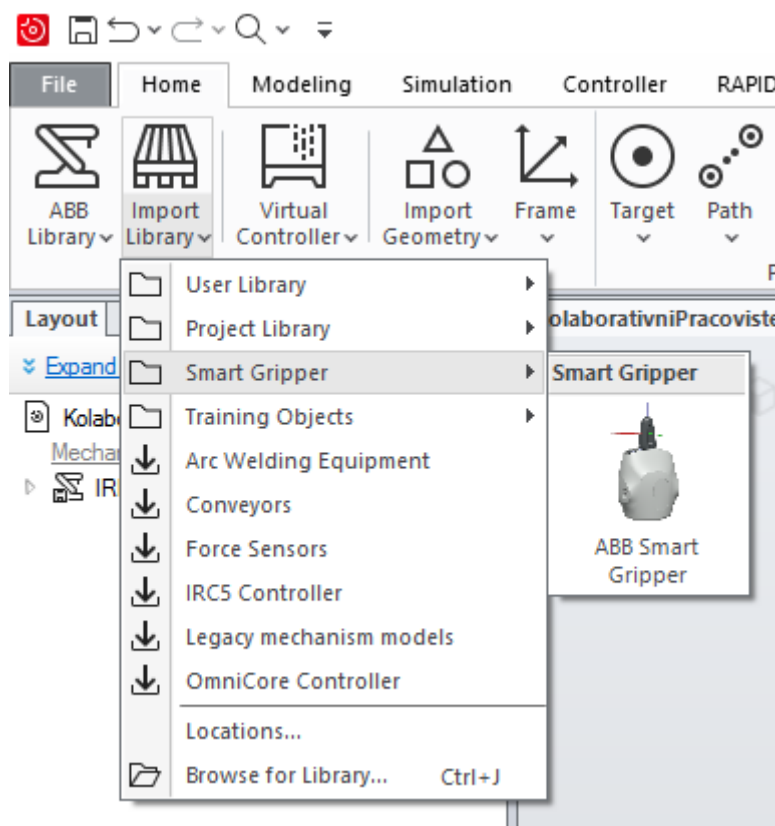 File Home Modeling Simulation Controller RAPID
ABB Library
Import Library
Virtual Controller
Import Geometry
Frame
Target
Path
User Library
Project Library
Smart Gripper
Training Objects
Arc Welding Equipment
Conveyors
Force Sensors
IRC5 Controller
Legacy mechanism models
OmniCore Controller
Locations...
Browse for Library... Ctrl+J
Layout
Expand
Kolab
Mechar
IR
olaborativniPracoviste
Smart Gripper
ABB Smart
Gripper